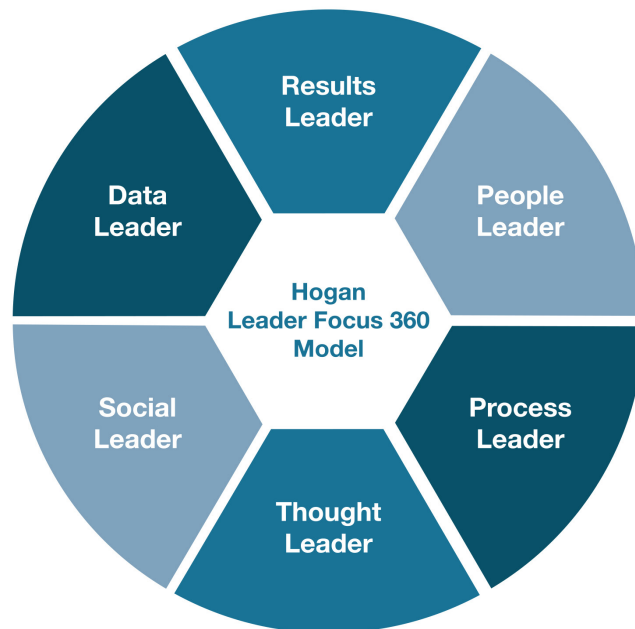 Results
Leader
People
Leader
Process
Leader
Thought
Leader
Social
Leader
Data
Leader
Hogan
Leader Focus 360
Model